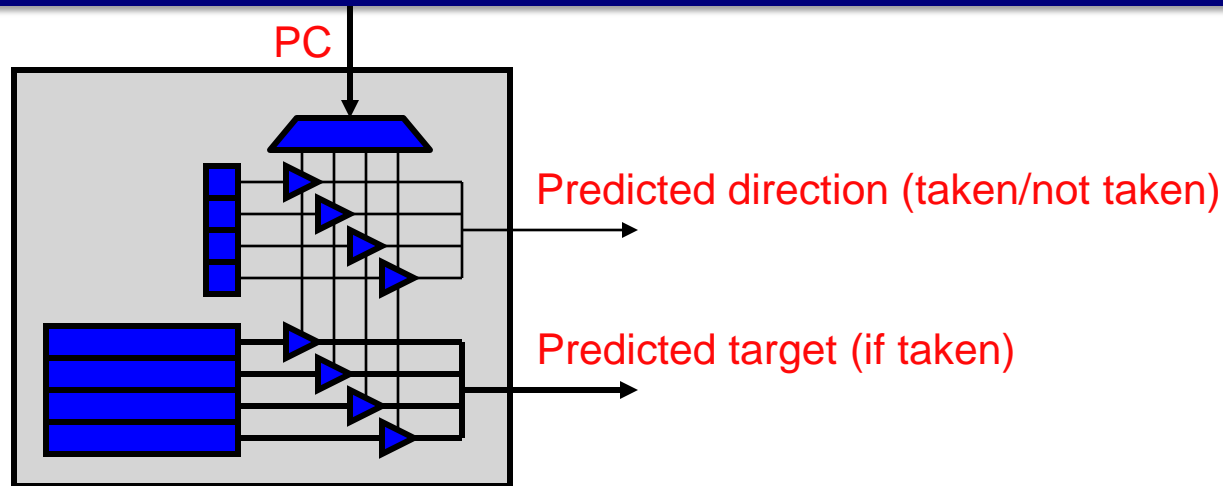 PC
Predicted direction (taken/not taken)
Predicted target (if taken)